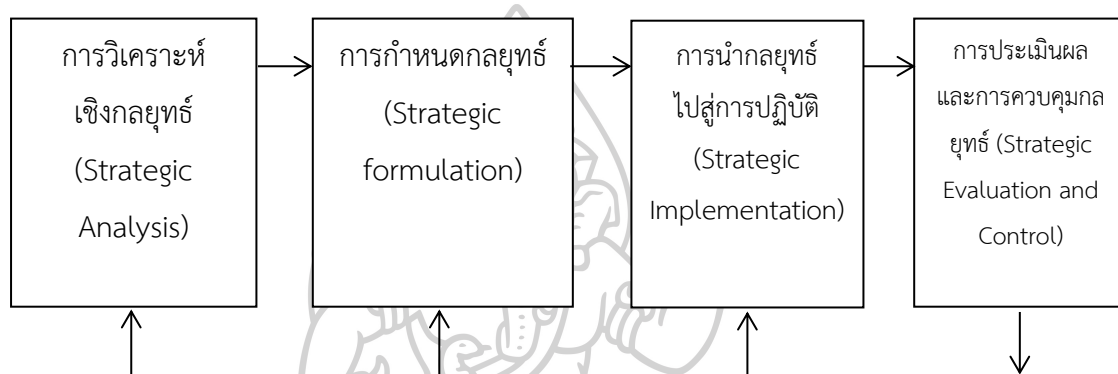 การวิเคราะห์
เชิงกลยุทธ์
(Strategic
Analysis)
การกำหนดกลยุทธ์
(Strategic
formulation)
การนำกลยุทธ์
ไปสู่การปฏิบัติ
(Strategic
Implementation)
การประเมินผล
และการควบคุมกล
ยุทธ์ (Strategic
Evaluation and
Control)